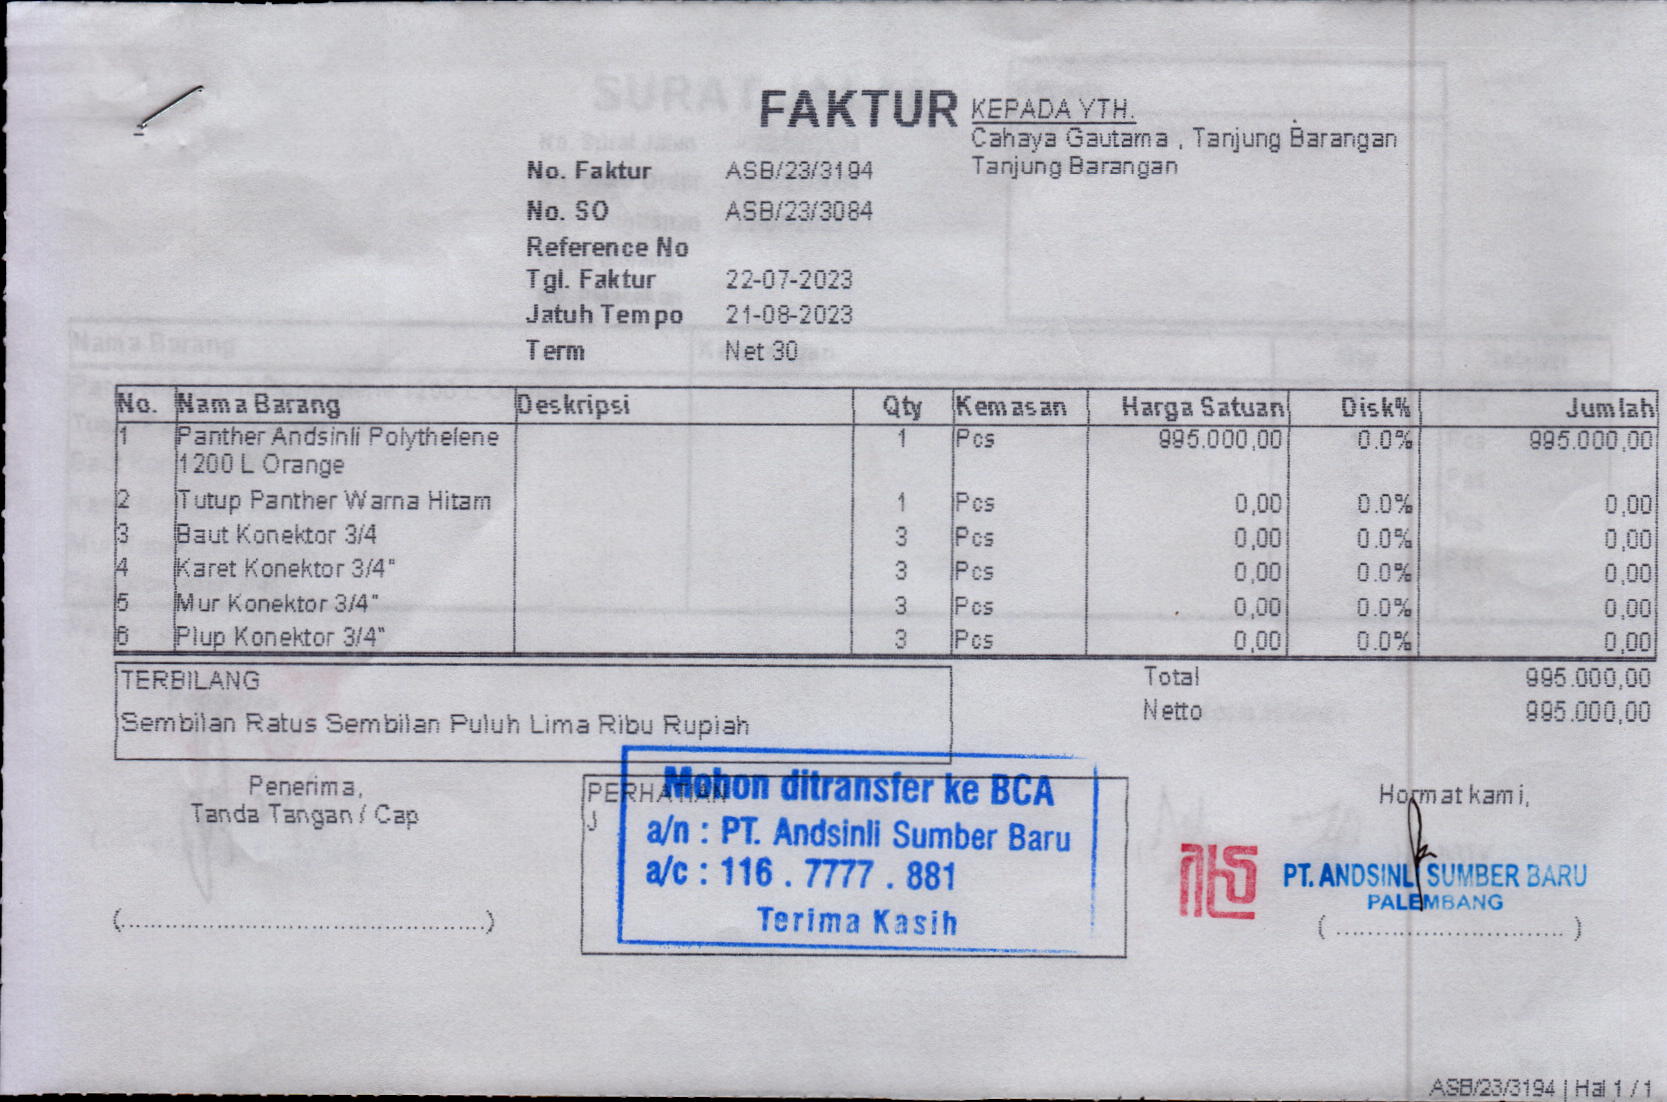 FAKTUR
KEPADA YTH.
Cahaya Gautama , Tanjung Barangan
Tanjung Barangan
No. Faktur ASB/23/3194
No. SO ASB/23/3084
Reference No
Tgl. Faktur 22-07-2023
Jatuh Tempo 21-08-2023
Term Net 30
No. Nama Barang Deskripsi Qty Kemasan Harga Satuan Disk% Jumlah
1 Panther Andsinli Polythelene 1 Pcs 995.000,00 0.0% 995.000,00
1200 L Orange
2 Tutup Panther Warna Hitam 1 Pcs 0,00 0.0% 0,00
3 Baut Konektor 3/4 3 Pcs 0,00 0.0% 0,00
4 Karet Konektor 3/4" 3 Pcs 0,00 0.0% 0,00
5 Mur Konektor 3/4" 3 Pcs 0,00 0.0% 0,00
6 Plup Konektor 3/4" 3 Pcs 0,00 0.0% 0,00
TERBILANG
Sembilan Ratus Sembilan Puluh Lima Ribu Rupiah
Total 995.000,00
Netto 995.000,00
Penerima,
Tanda Tangan / Cap
(................................................)
PERHATIAN
J
Mohon ditransfer ke BCA
a/n : PT. Andsinli Sumber Baru
a/c : 116 . 7777 . 881
Terima Kasih
Hormat kami,
PT. ANDSINLI SUMBER BARU
PALEMBANG
( ............................. )
ASB/23/3194 | Hal 1 / 1